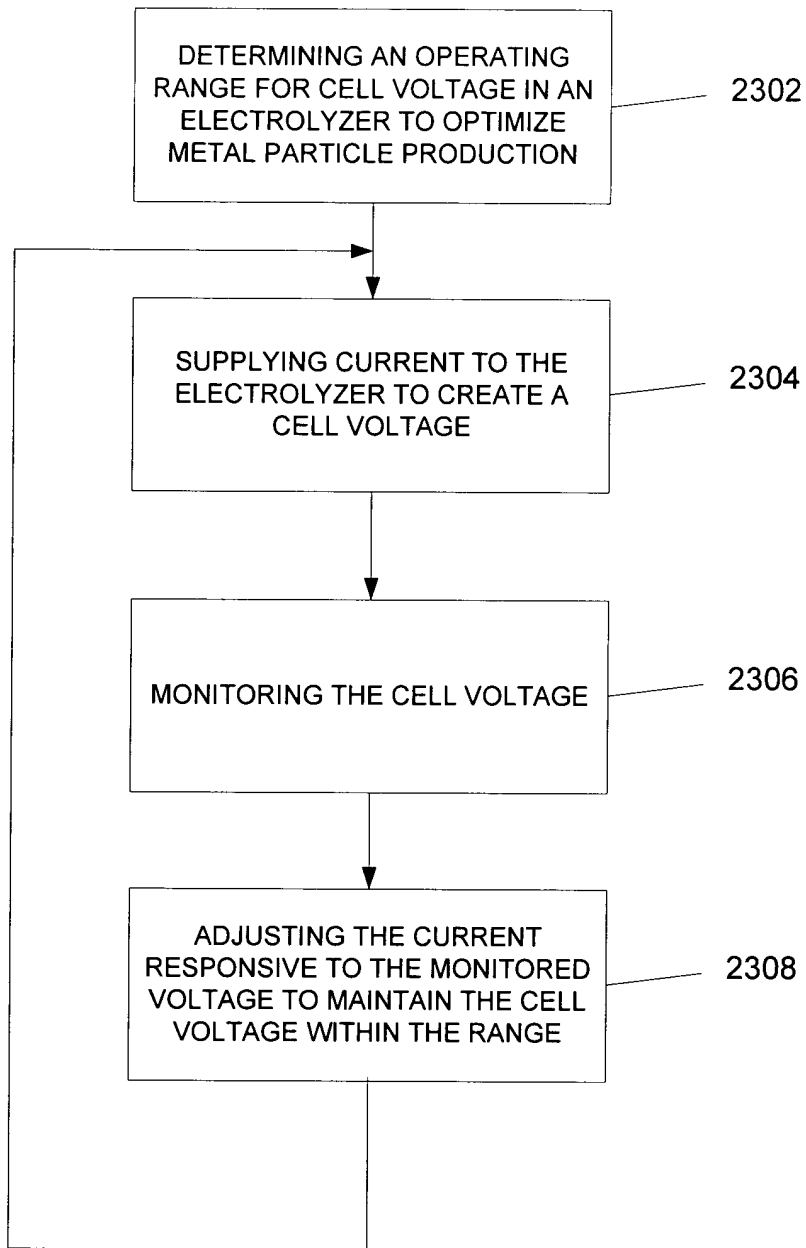 DETERMINING AN OPERATING
RANGE FOR CELL VOLTAGE IN AN
ELECTROLYZER TO OPTIMIZE
METAL PARTICLE PRODUCTION
2302
SUPPLYING CURRENT TO THE
ELECTROLYZER TO CREATE A
CELL VOLTAGE
2304
MONITORING THE CELL VOLTAGE
2306
ADJUSTING THE CURRENT
RESPONSIVE TO THE MONITORED
VOLTAGE TO MAINTAIN THE CELL
VOLTAGE WITHIN THE RANGE
2308